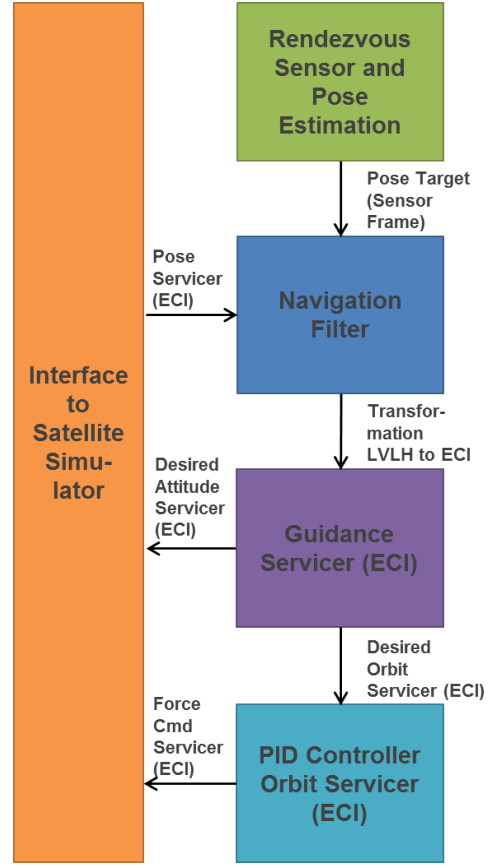 Rendezvous
Sensor and
Pose
Estimation
Pose Target
(Sensor
Frame)
Pose
Servicer
(ECI)
Navigation
Filter
Interface
to
Satellite
Simu-
lator
Transfor-
mation
LVLH to ECI
Desired
Attitude
Servicer
(ECI)
Guidance
Servicer (ECI)
Desired
Orbit
Servicer (ECI)
Force
Cmd
Servicer
(ECI)
PID Controller
Orbit Servicer
(ECI)